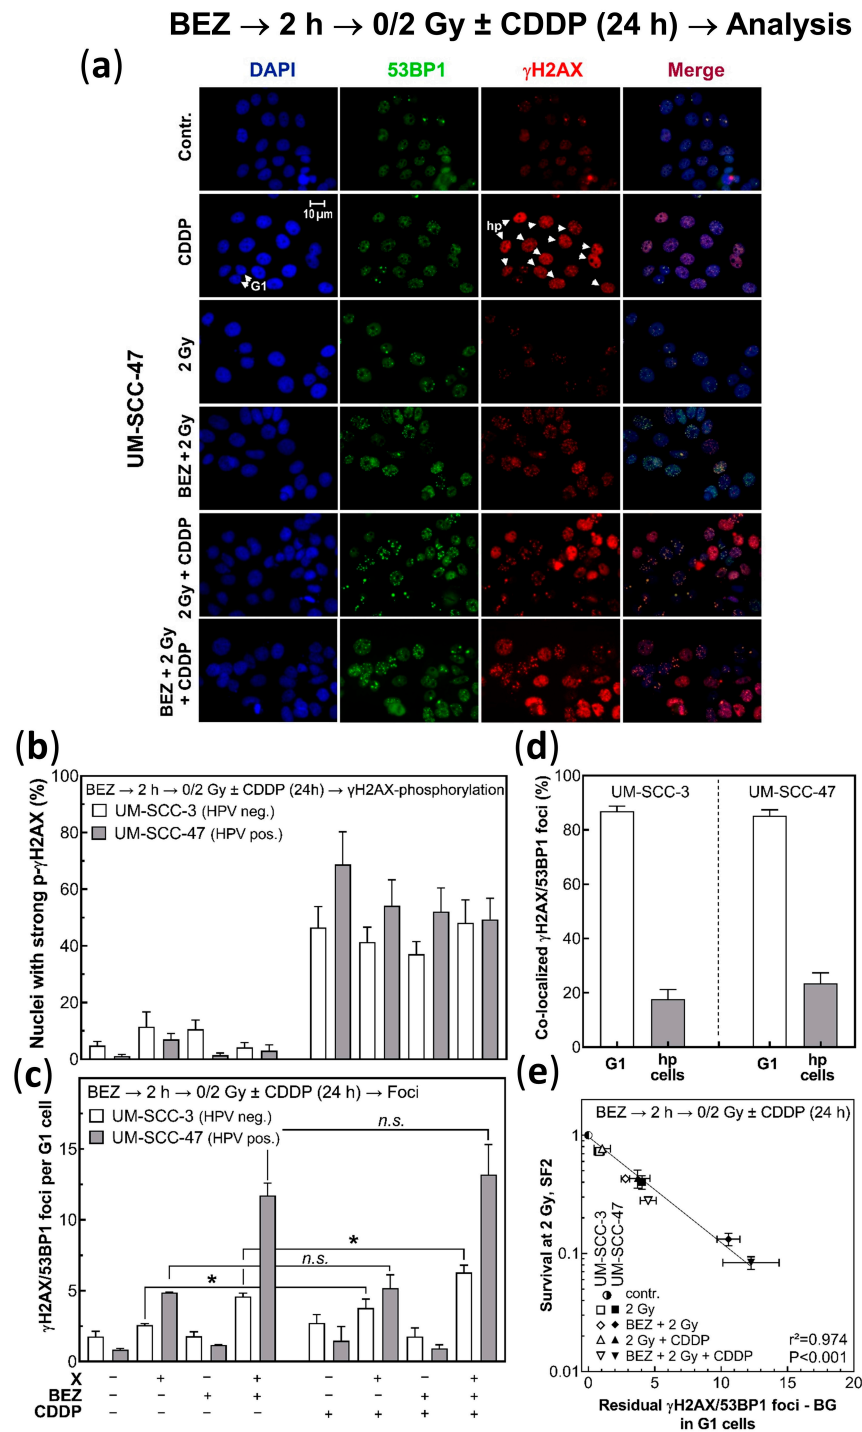 BEZ → 2 h → 0/2 Gy ± CDDP (24 h) → Analysis
(a)
DAPI 53BP1 γH2AX Merge
UM-SCC-47
Contr.
CDDP
10 µm
G1
hp
2 Gy
BEZ + 2 Gy
2 Gy + CDDP
BEZ + 2 Gy
+ CDDP
(b)
Nuclei with strong p-γH2AX (%)
100
80
60
40
20
0
BEZ → 2 h → 0/2 Gy ± CDDP (24h) → γH2AX-phosphorylation
UM-SCC-3 (HPV neg.)
UM-SCC-47 (HPV pos.)
(c)
γH2AX/53BP1 foci per G1 cell
15
10
5
0
BEZ → 2 h → 0/2 Gy ± CDDP (24 h) → Foci
UM-SCC-3 (HPV neg.)
UM-SCC-47 (HPV pos.)
n.s.
*
n.s.
*
X – + – + – + – +
BEZ – – + + – – + +
CDDP – – – – + + + +
(d)
Co-localized γH2AX/53BP1 foci (%)
100
80
60
40
20
0
UM-SCC-3 UM-SCC-47
G1 hp cells G1 hp cells
(e)
BEZ → 2 h → 0/2 Gy ± CDDP (24 h)
Survival at 2 Gy, SF2
1
0.1
0.01
UM-SCC-3
UM-SCC-47
contr.
2 Gy
BEZ + 2 Gy
2 Gy + CDDP
BEZ + 2 Gy + CDDP
r²=0.974
P<0.001
0 5 10 15 20
Residual γH2AX/53BP1 foci - BG
in G1 cells